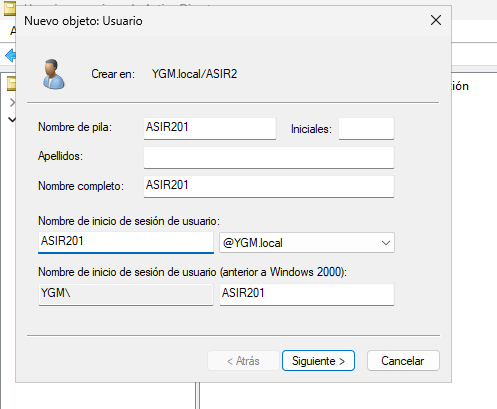 Nuevo objeto: Usuario
Crear en: YGM.local/ASIR2
Nombre de pila: ASIR201 Iniciales:
Apellidos:
Nombre completo: ASIR201
Nombre de inicio de sesión de usuario:
ASIR201 @YGM.local
Nombre de inicio de sesión de usuario (anterior a Windows 2000):
YGM\ ASIR201
< Atrás Siguiente > Cancelar